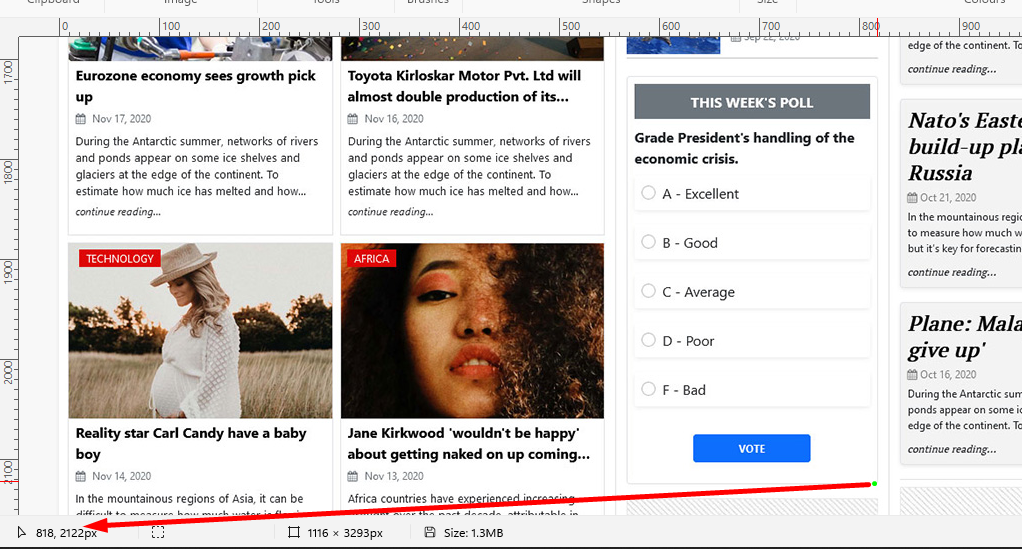 Clipboard Image Tools Brushes Shapes Size Colours
0 100 200 300 400 500 600 700 800 900
1700
1800
1900
2000
2100
Eurozone economy sees growth pick
up
Nov 17, 2020
During the Antarctic summer, networks of rivers
and ponds appear on some ice shelves and
glaciers at the edge of the continent. To
estimate how much ice has melted and how...
continue reading...
Toyota Kirloskar Motor Pvt. Ltd will
almost double production of its...
Nov 16, 2020
During the Antarctic summer, networks of rivers
and ponds appear on some ice shelves and
glaciers at the edge of the continent. To
estimate how much ice has melted and how...
continue reading...
TECHNOLOGY
Reality star Carl Candy have a baby
boy
Nov 14, 2020
In the mountainous regions of Asia, it can be
difficult to measure how much water is
AFRICA
Jane Kirkwood 'wouldn't be happy'
about getting naked on up coming...
Nov 13, 2020
Africa countries have experienced increasing
over the past decade, attributable in
Sep 22, 2020
THIS WEEK'S POLL
Grade President's handling of the
economic crisis.
A - Excellent
B - Good
C - Average
D - Poor
F - Bad
VOTE
edge of the continent. To
continue reading...
Nato's Easte
build-up pla
Russia
Oct 21, 2020
In the mountainous regio
to measure how much w
but it's key for forecastin
continue reading...
Plane: Mala
give up'
Oct 16, 2020
During the Antarctic sum
ponds appear on some ic
edge of the continent. To
continue reading...
818, 2122px
1116 × 3293px
Size: 1.3MB